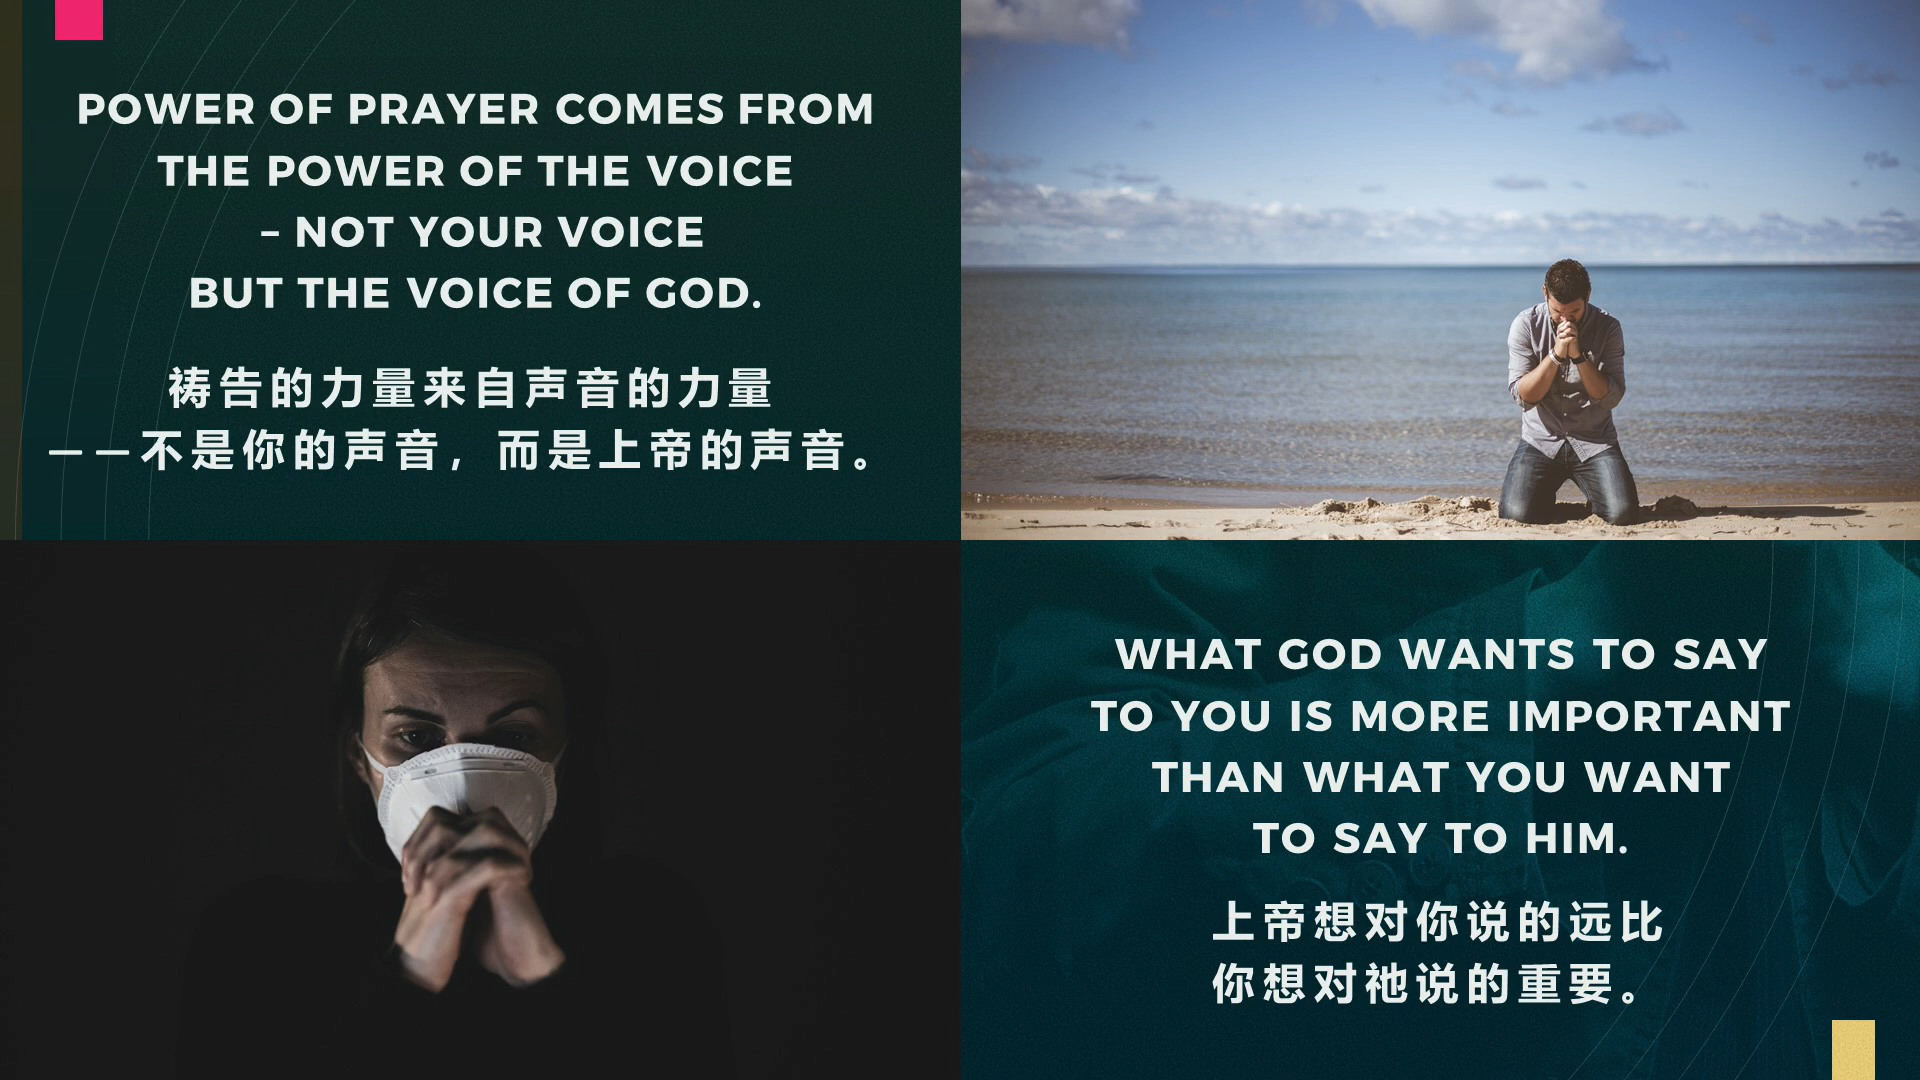 POWER OF PRAYER COMES FROM
THE POWER OF THE VOICE
– NOT YOUR VOICE
BUT THE VOICE OF GOD.
祷告的力量来自声音的力量
——不是你的声音，而是上帝的声音。
WHAT GOD WANTS TO SAY
TO YOU IS MORE IMPORTANT
THAN WHAT YOU WANT
TO SAY TO HIM.
上帝想对你说的远比
你想对祂说的重要。